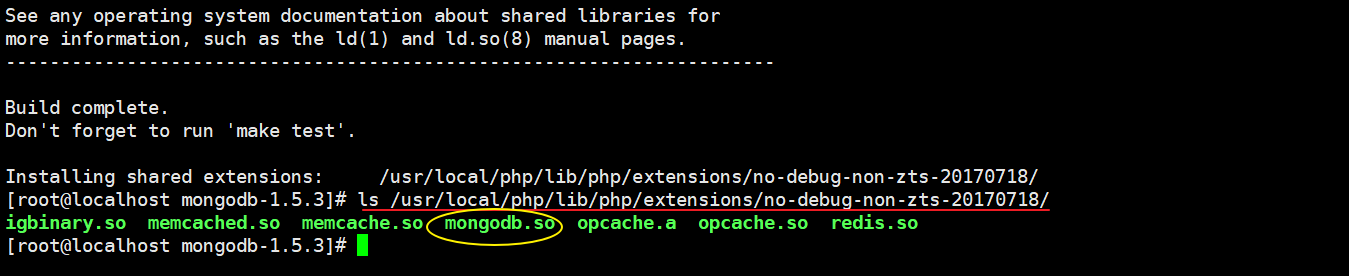 See any operating system documentation about shared libraries for
more information, such as the ld(1) and ld.so(8) manual pages.
----------------------------------------------------------------------
Build complete.
Don't forget to run 'make test'.
Installing shared extensions:     /usr/local/php/lib/php/extensions/no-debug-non-zts-20170718/
[root@localhost mongodb-1.5.3]# ls /usr/local/php/lib/php/extensions/no-debug-non-zts-20170718/
igbinary.so  memcached.so  memcache.so  mongodb.so  opcache.a  opcache.so  redis.so
[root@localhost mongodb-1.5.3]#